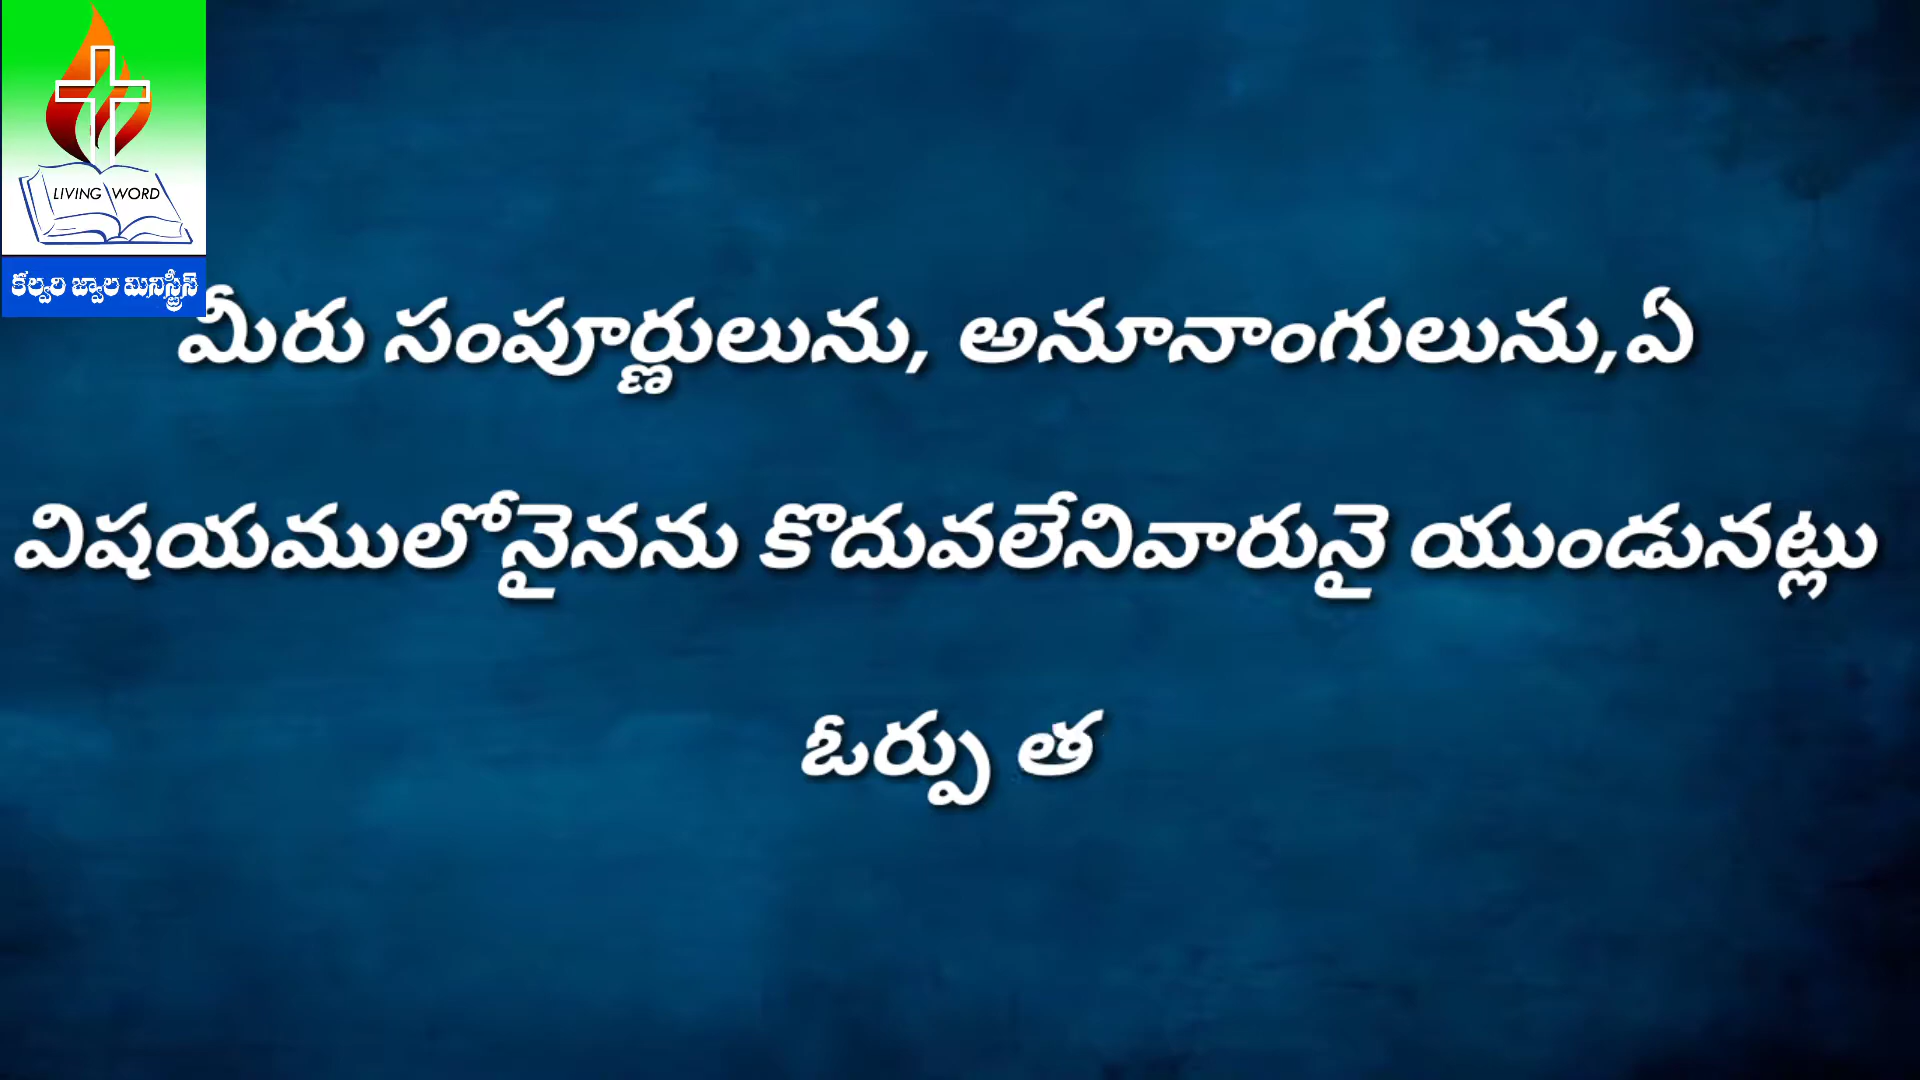 LIVING WORD
కల్వరి జ్వాల మినిస్ట్రీస్
మీరు సంపూర్ణులును, అనూనాంగులును,ఏ
విషయములోనైనను కొదువలేనివారునై యుండునట్లు
ఓర్పు త